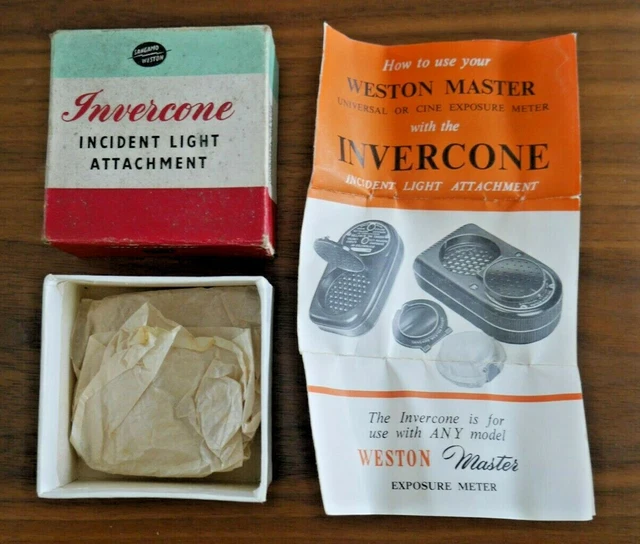 SANGAMO
WESTON
Invercone
INCIDENT LIGHT
ATTACHMENT
How to use your
WESTON MASTER
UNIVERSAL OR CINE EXPOSURE METER
with the
INVERCONE
INCIDENT LIGHT ATTACHMENT
The Invercone is for
use with ANY model
WESTON Master
EXPOSURE METER